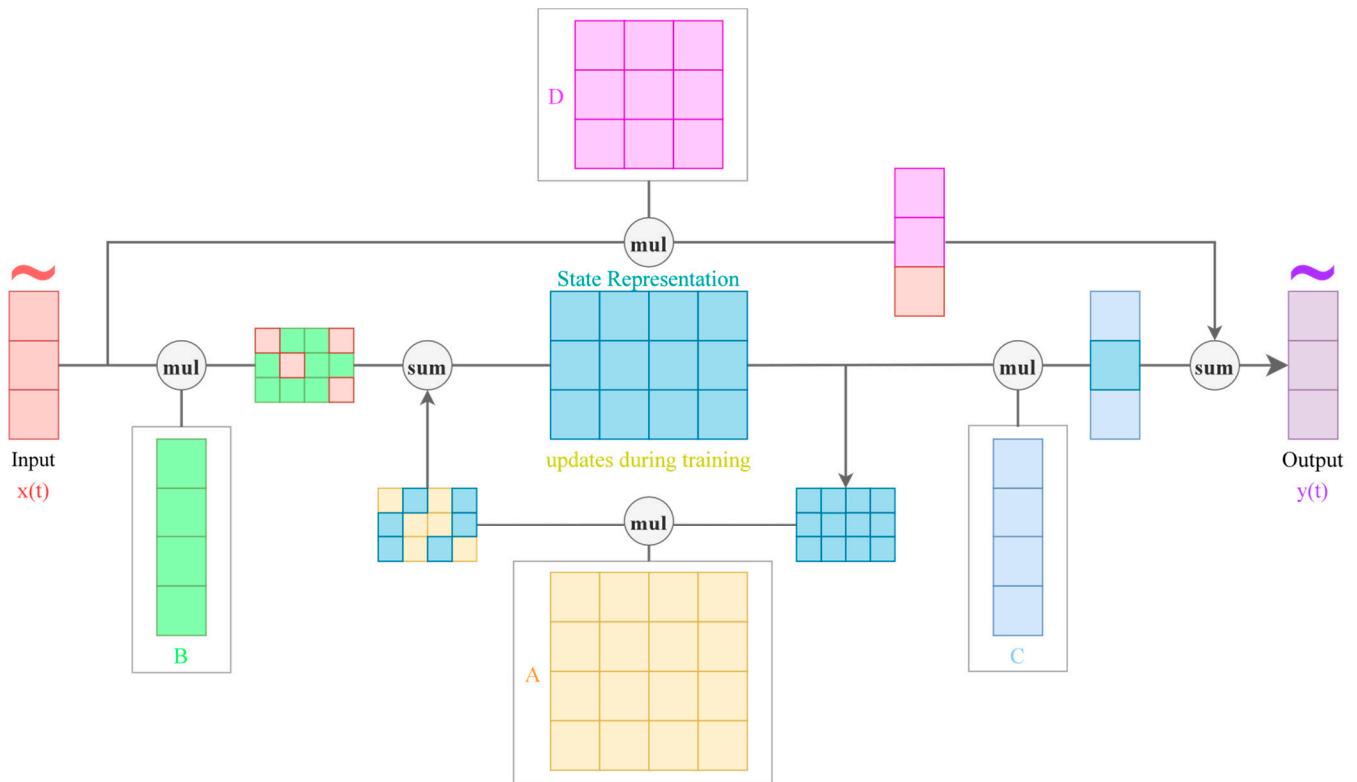 D
mul
State Representation
mul
sum
mul
sum
updates during training
Input
x(t)
Output
y(t)
mul
B
A
C